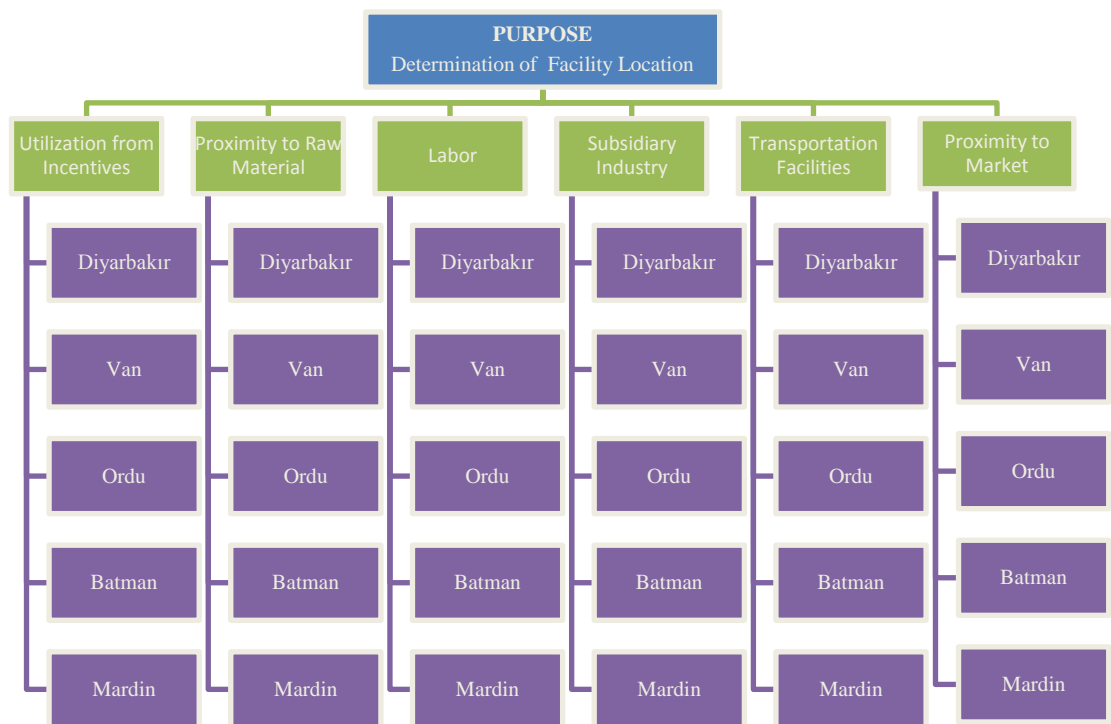 PURPOSE
Determination of Facility Location
Utilization from
Incentives
Proximity to Raw
Material
Labor
Subsidiary
Industry
Transportation
Facilities
Proximity to
Market
Diyarbakır
Diyarbakır
Diyarbakır
Diyarbakır
Diyarbakır
Diyarbakır
Van
Van
Van
Van
Van
Van
Ordu
Ordu
Ordu
Ordu
Ordu
Ordu
Batman
Batman
Batman
Batman
Batman
Batman
Mardin
Mardin
Mardin
Mardin
Mardin
Mardin